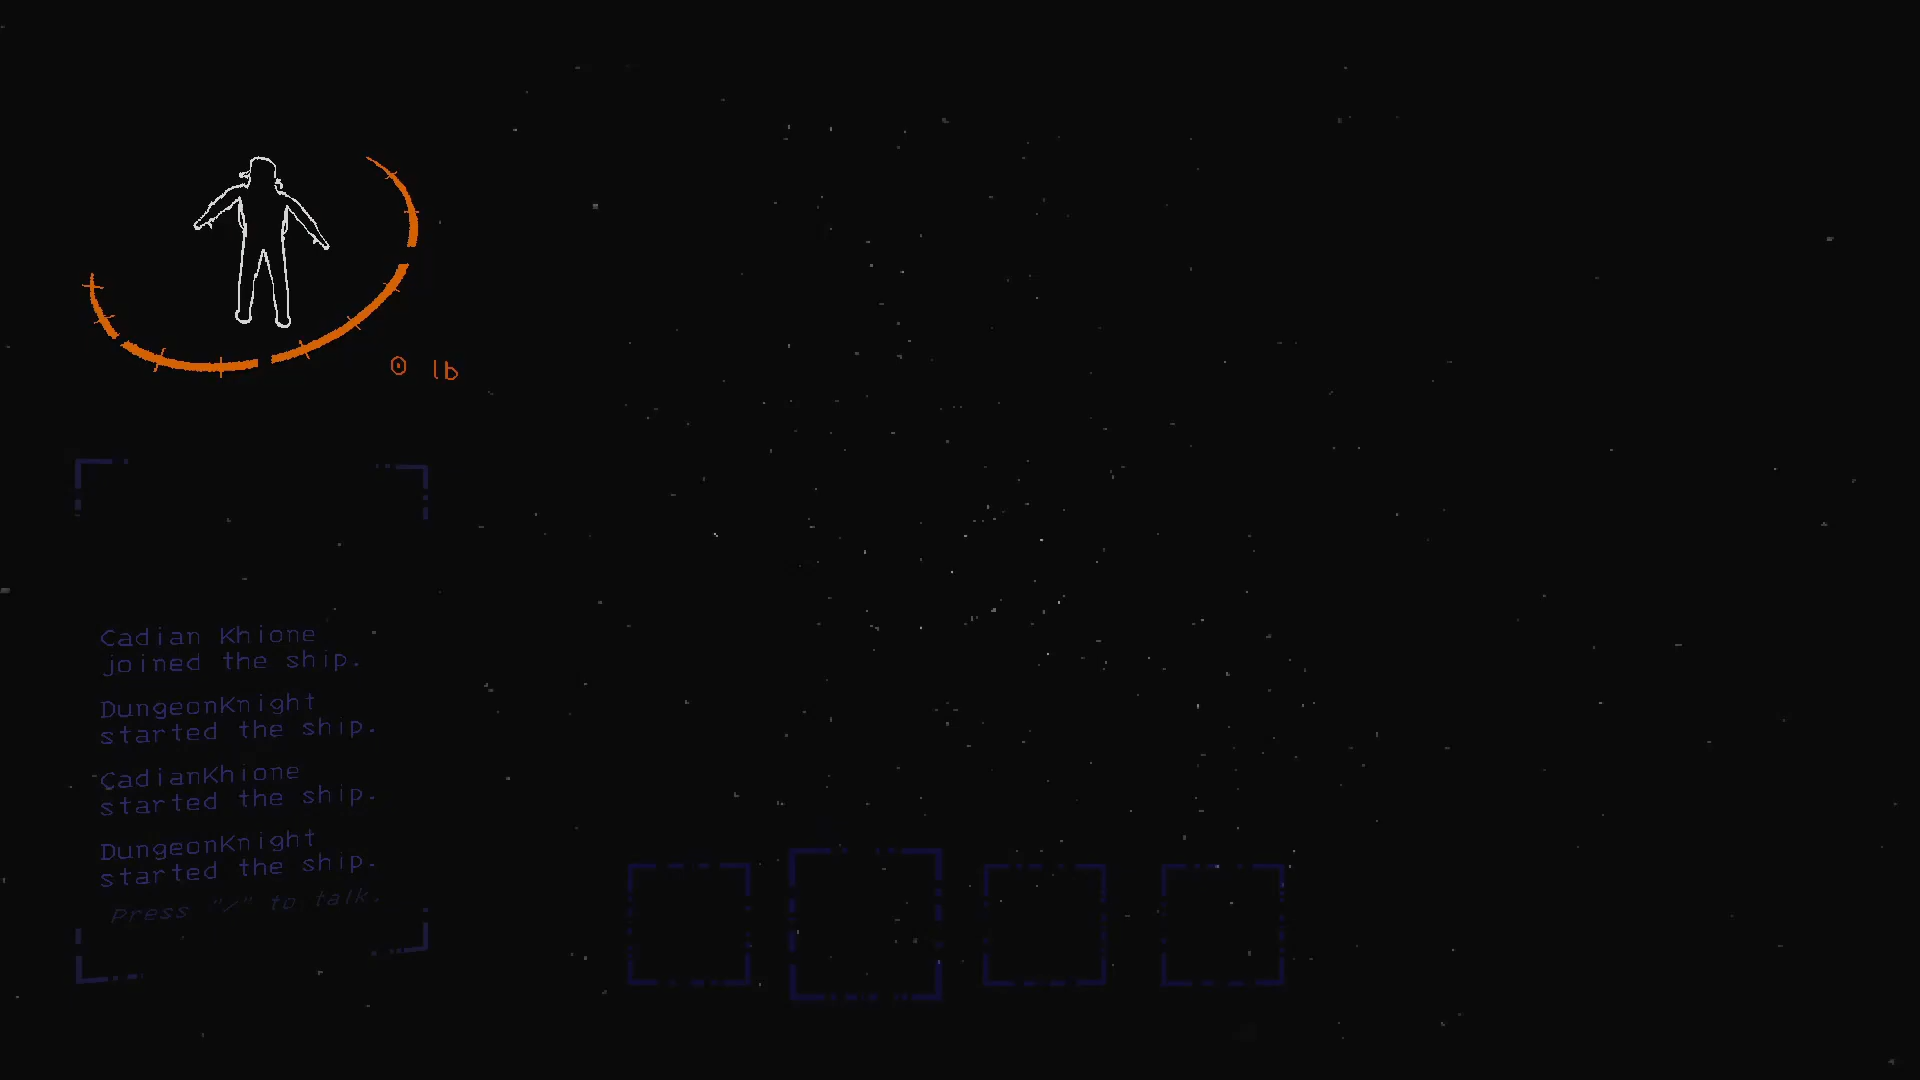 0 lb
Cadian Khione
joined the ship.
DungeonKnight
started the ship.
CadianKhione
started the ship.
DungeonKnight
started the ship.
Press "/" to talk.